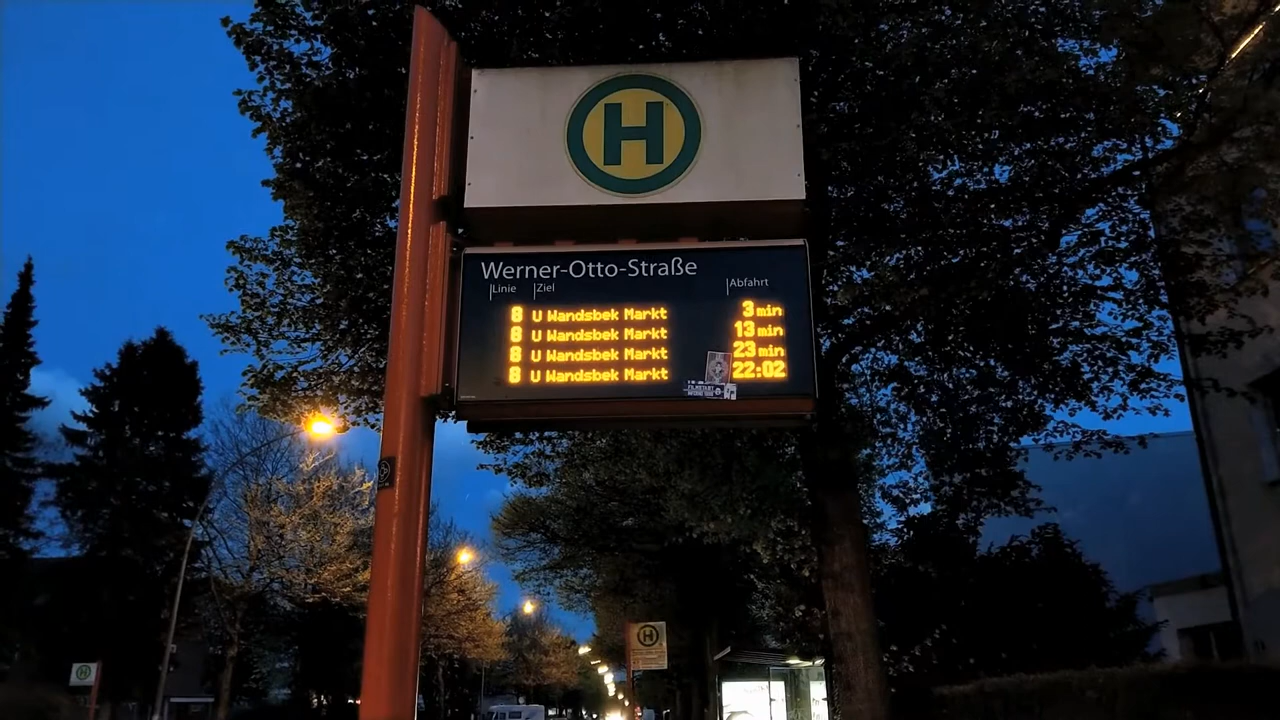 H
Werner-Otto-Straße
Linie Ziel Abfahrt
8 U Wandsbek Markt 3 min
8 U Wandsbek Markt 13 min
8 U Wandsbek Markt 23 min
8 U Wandsbek Markt 22:02
H
H